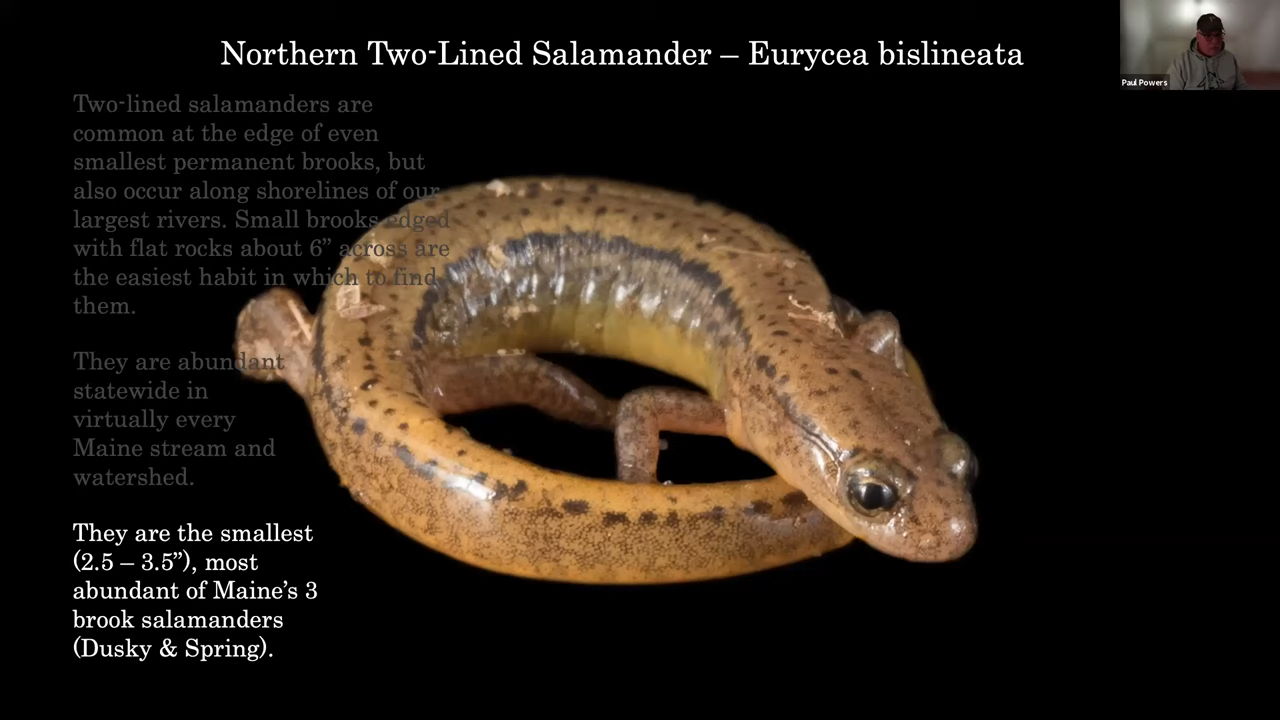 Northern Two-Lined Salamander – Eurycea bislineata
Paul Powers
Two-lined salamanders are
common at the edge of even
smallest permanent brooks, but
also occur along shorelines of our
largest rivers. Small brooks edged
with flat rocks about 6” across are
the easiest habit in which to find
them.
They are abundant
statewide in
virtually every
Maine stream and
watershed.
They are the smallest
(2.5 – 3.5”), most
abundant of Maine’s 3
brook salamanders
(Dusky & Spring).